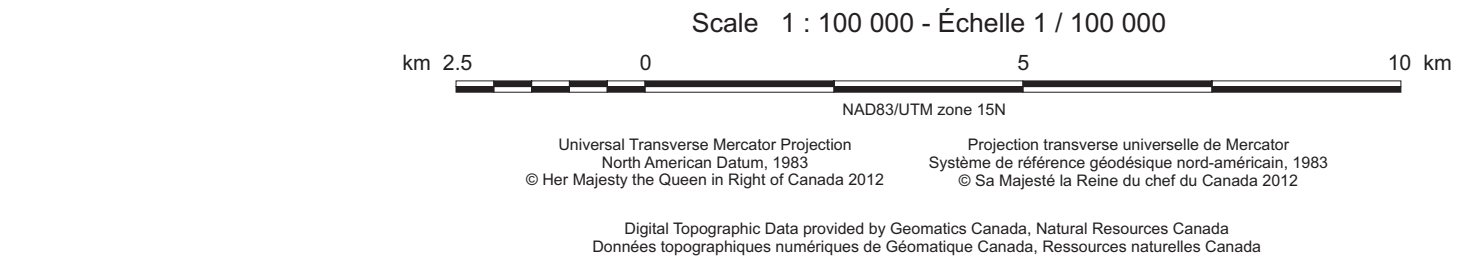 Scale 1 : 100 000 - Échelle 1 / 100 000
km 2.5 0 5 10 km
NAD83/UTM zone 15N
Universal Transverse Mercator Projection
North American Datum, 1983
© Her Majesty the Queen in Right of Canada 2012
Projection transverse universelle de Mercator
Système de référence géodésique nord-américain, 1983
© Sa Majesté la Reine du chef du Canada 2012
Digital Topographic Data provided by Geomatics Canada, Natural Resources Canada
Données topographiques numériques de Géomatique Canada, Ressources naturelles Canada